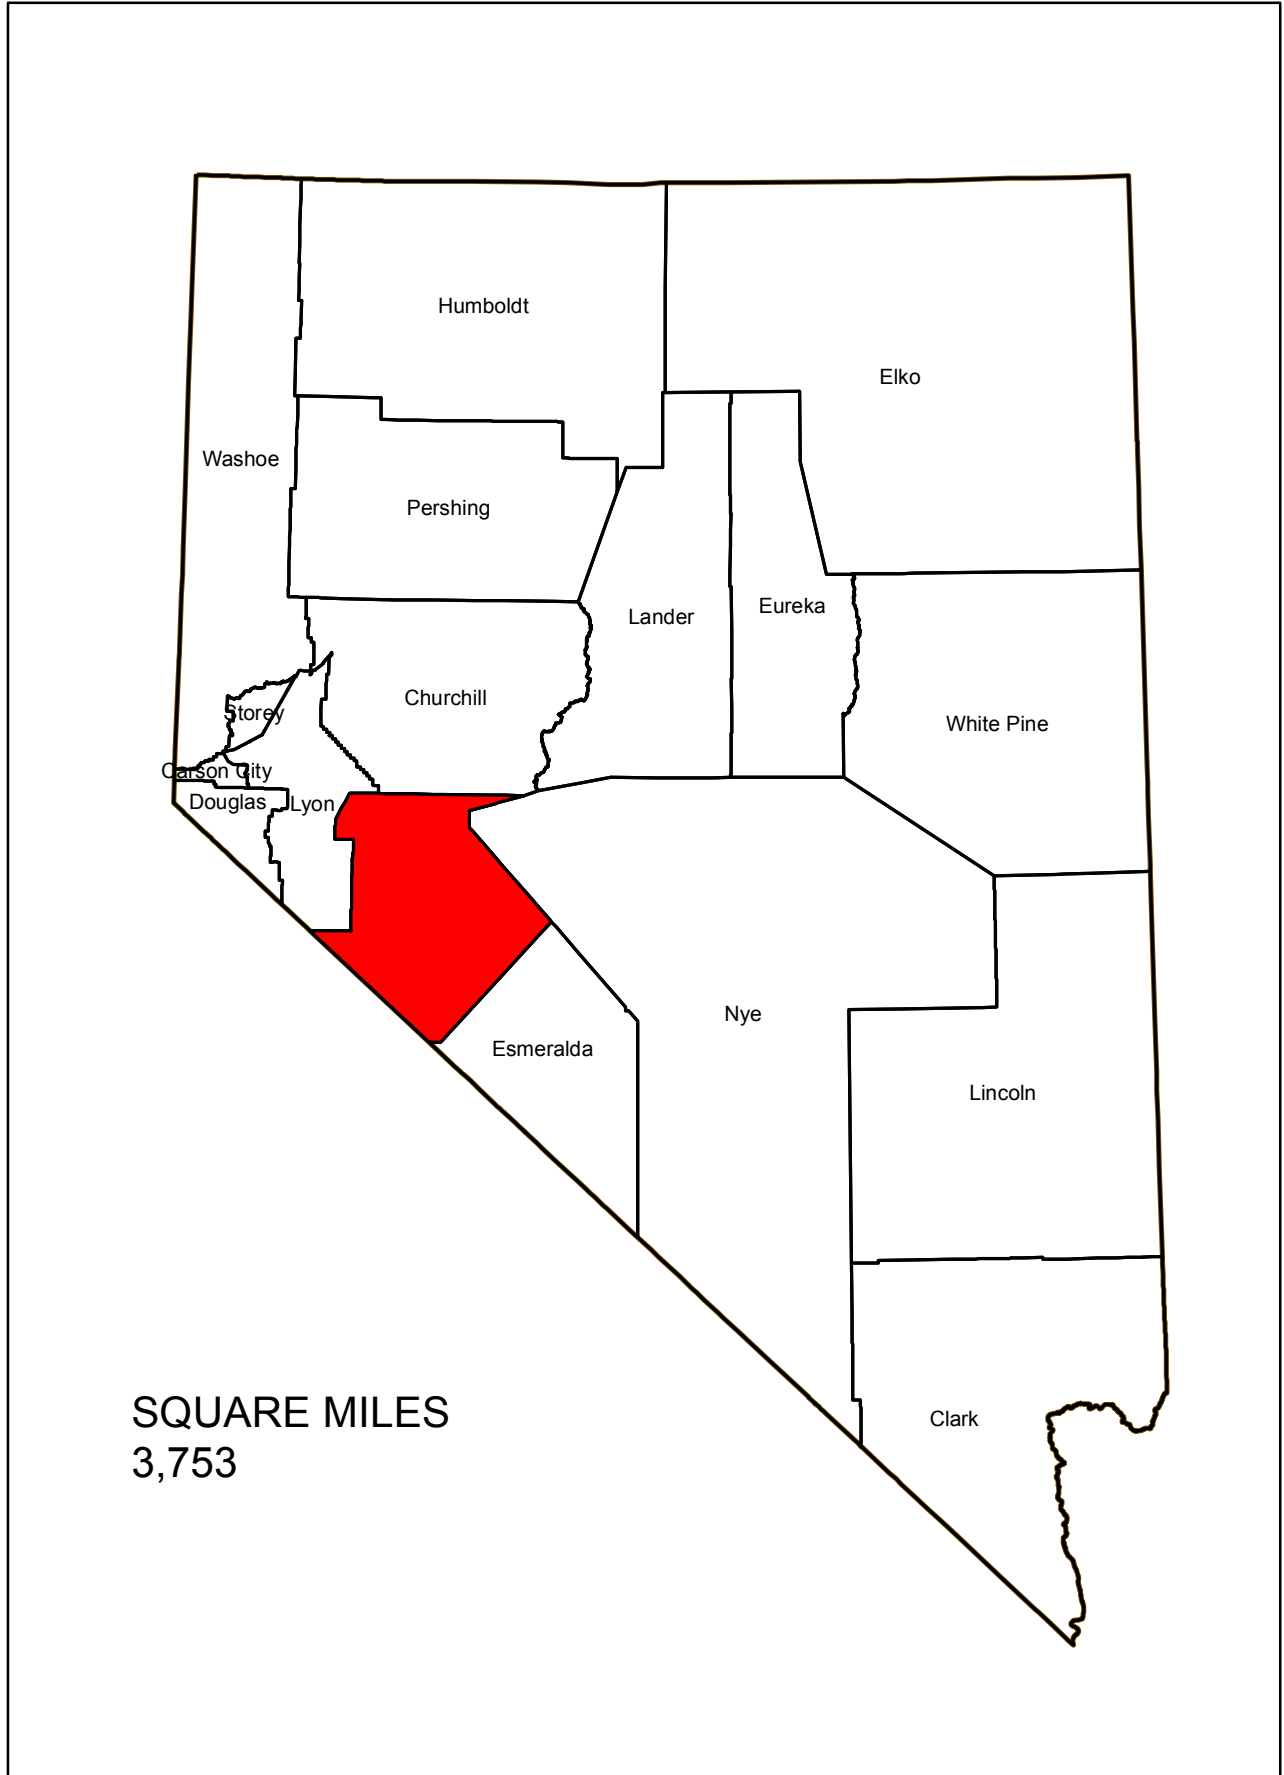 Humboldt
Elko
Washoe
Pershing
Eureka
Lander
Churchill
Storey
White Pine
Carson City
Douglas
Lyon
Nye
Esmeralda
Lincoln
SQUARE MILES
3,753
Clark